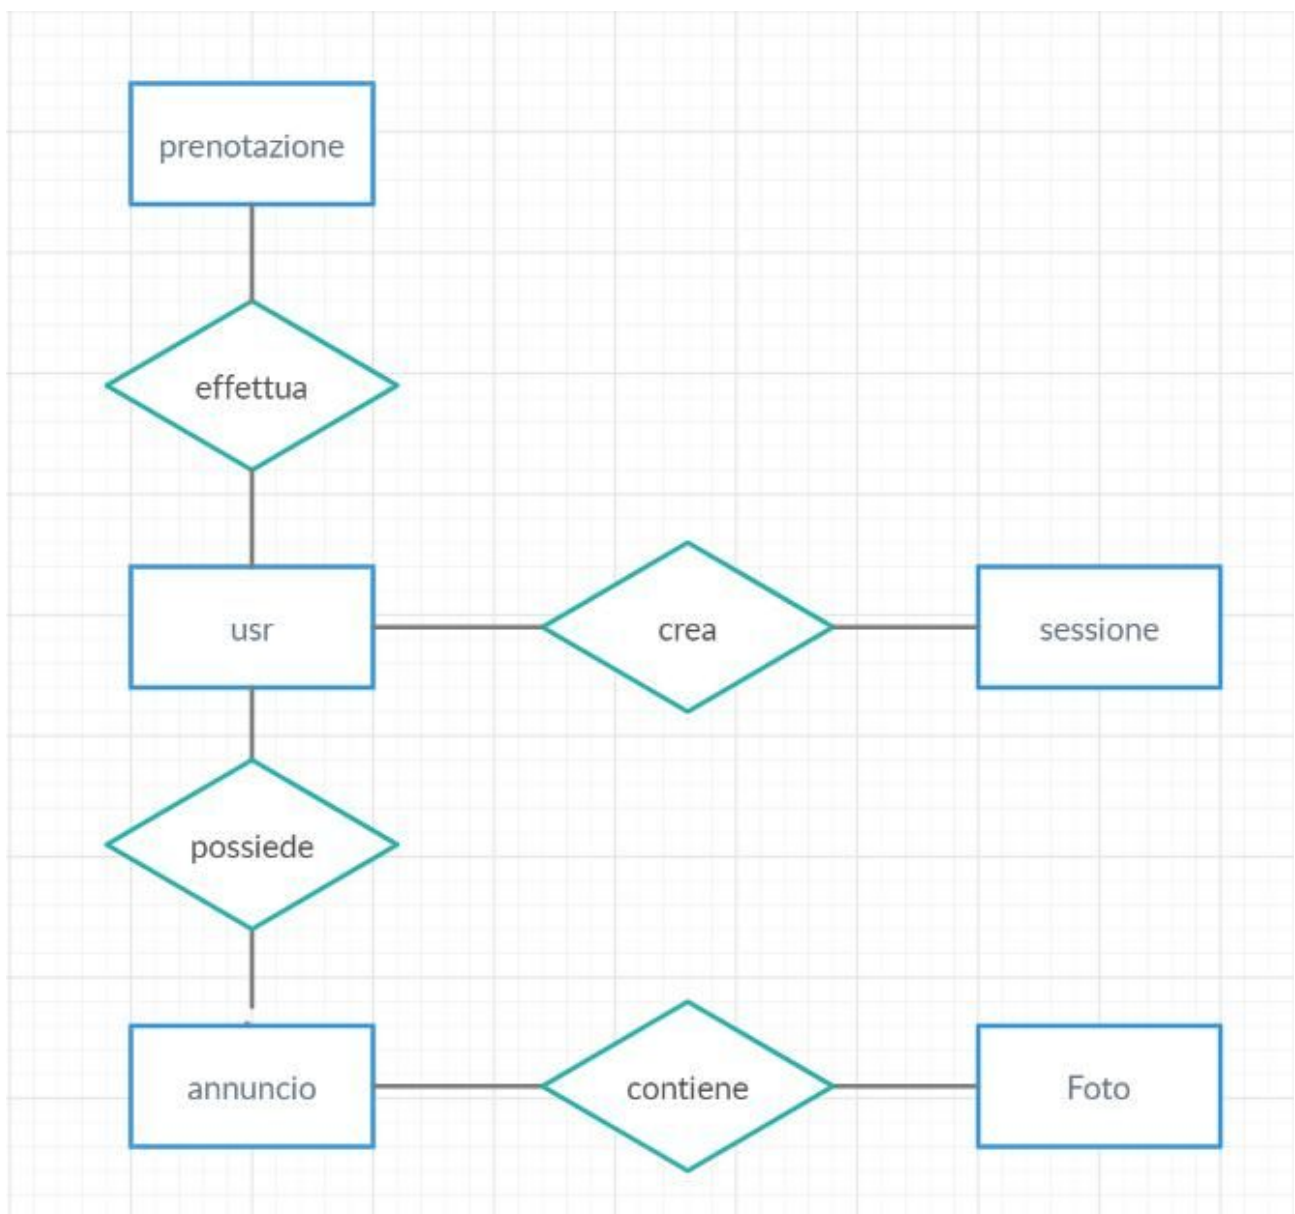 prenotazione
effettua
usr
crea
sessione
possiede
annuncio
contiene
Foto